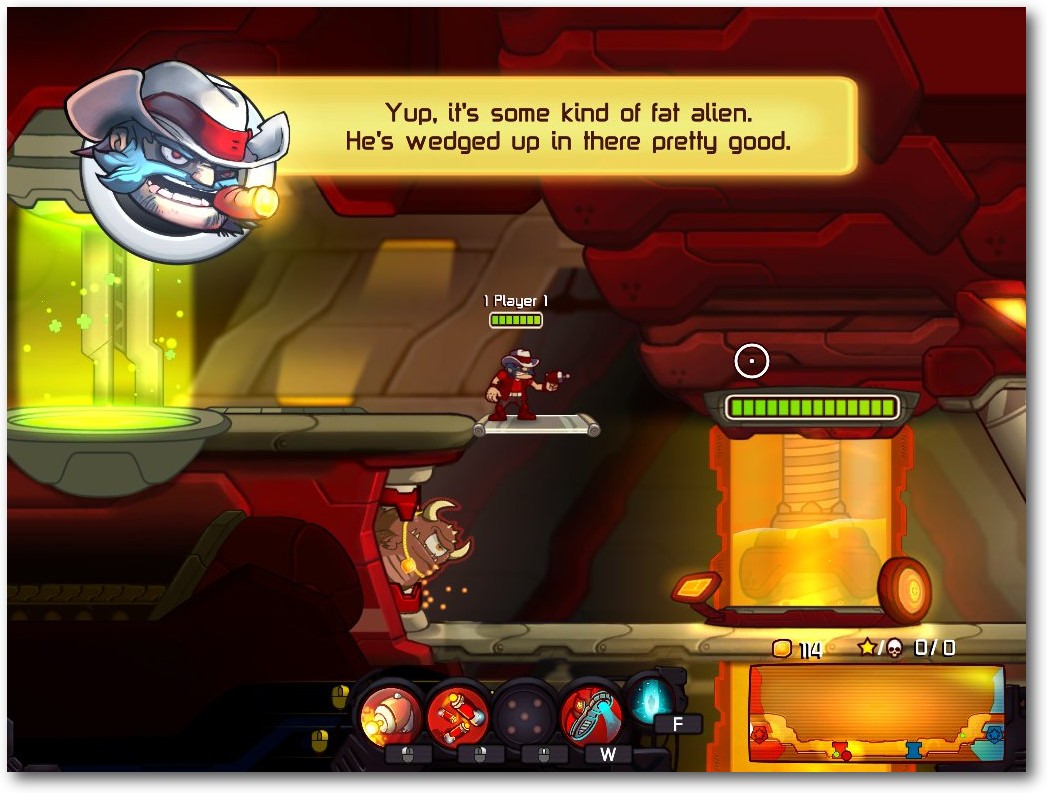 Yup, it's some kind of fat alien.
He's wedged up in there pretty good.
1 Player 1
14
/ 0/0
F
W